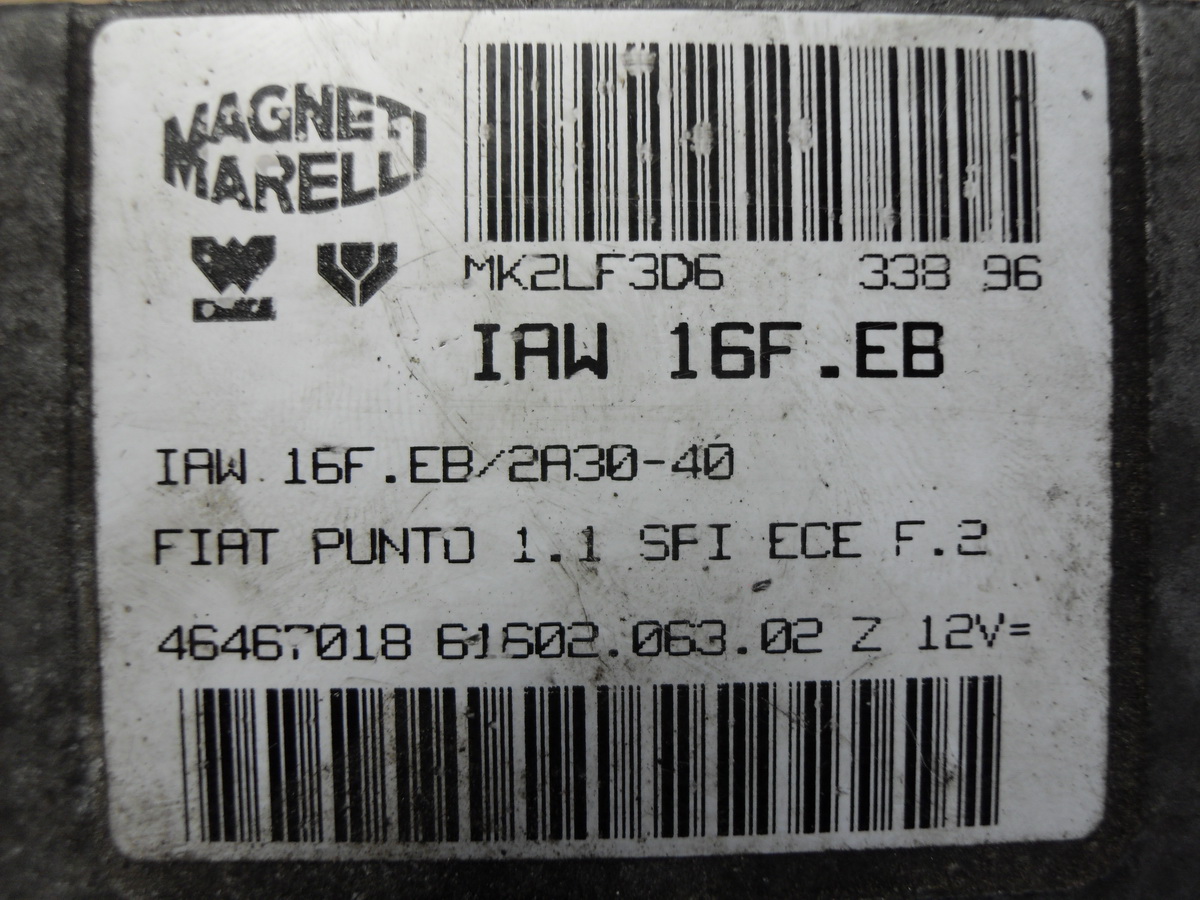 MAGNETI
MARELLI
MK2LF3D6 338 96
IAW 16F.EB
IAW 16F.EB/2A30-40
FIAT PUNTO 1.1 SPI ECE F.2
46467018 61602.063.02 Z 12V=